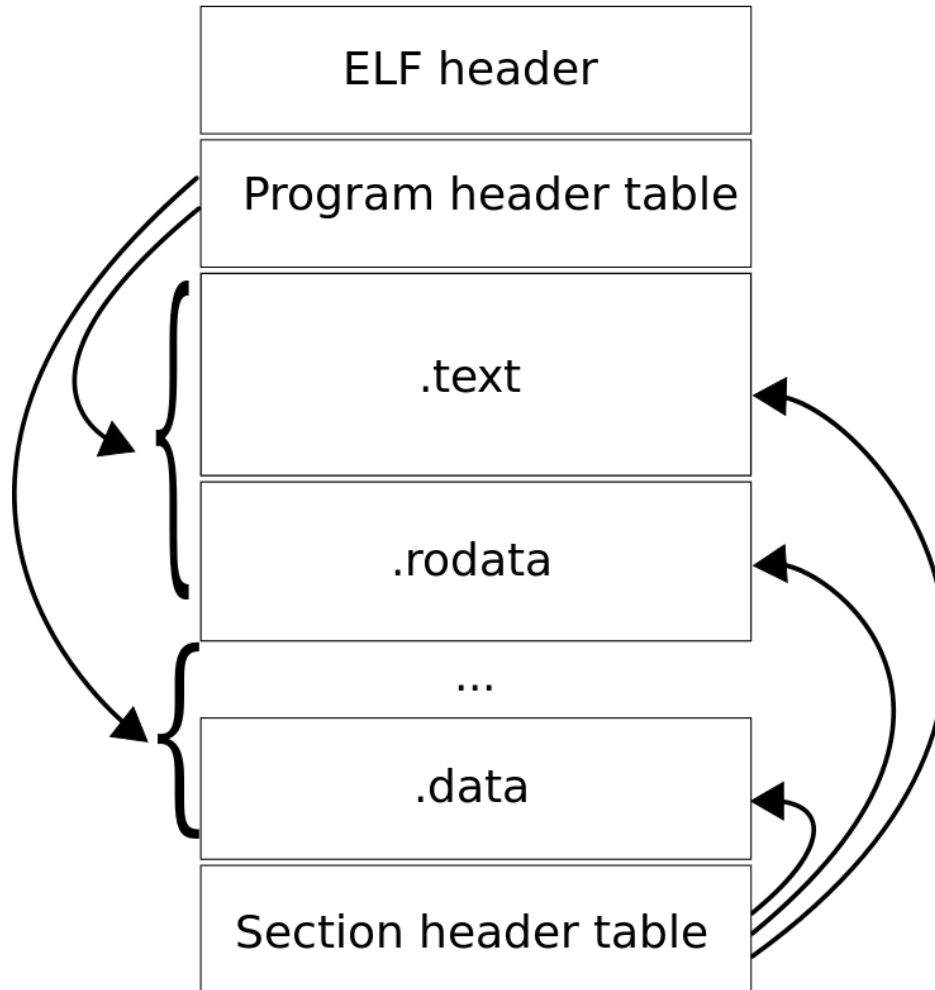 ELF header
Program header table
.text
.rodata
...
.data
Section header table